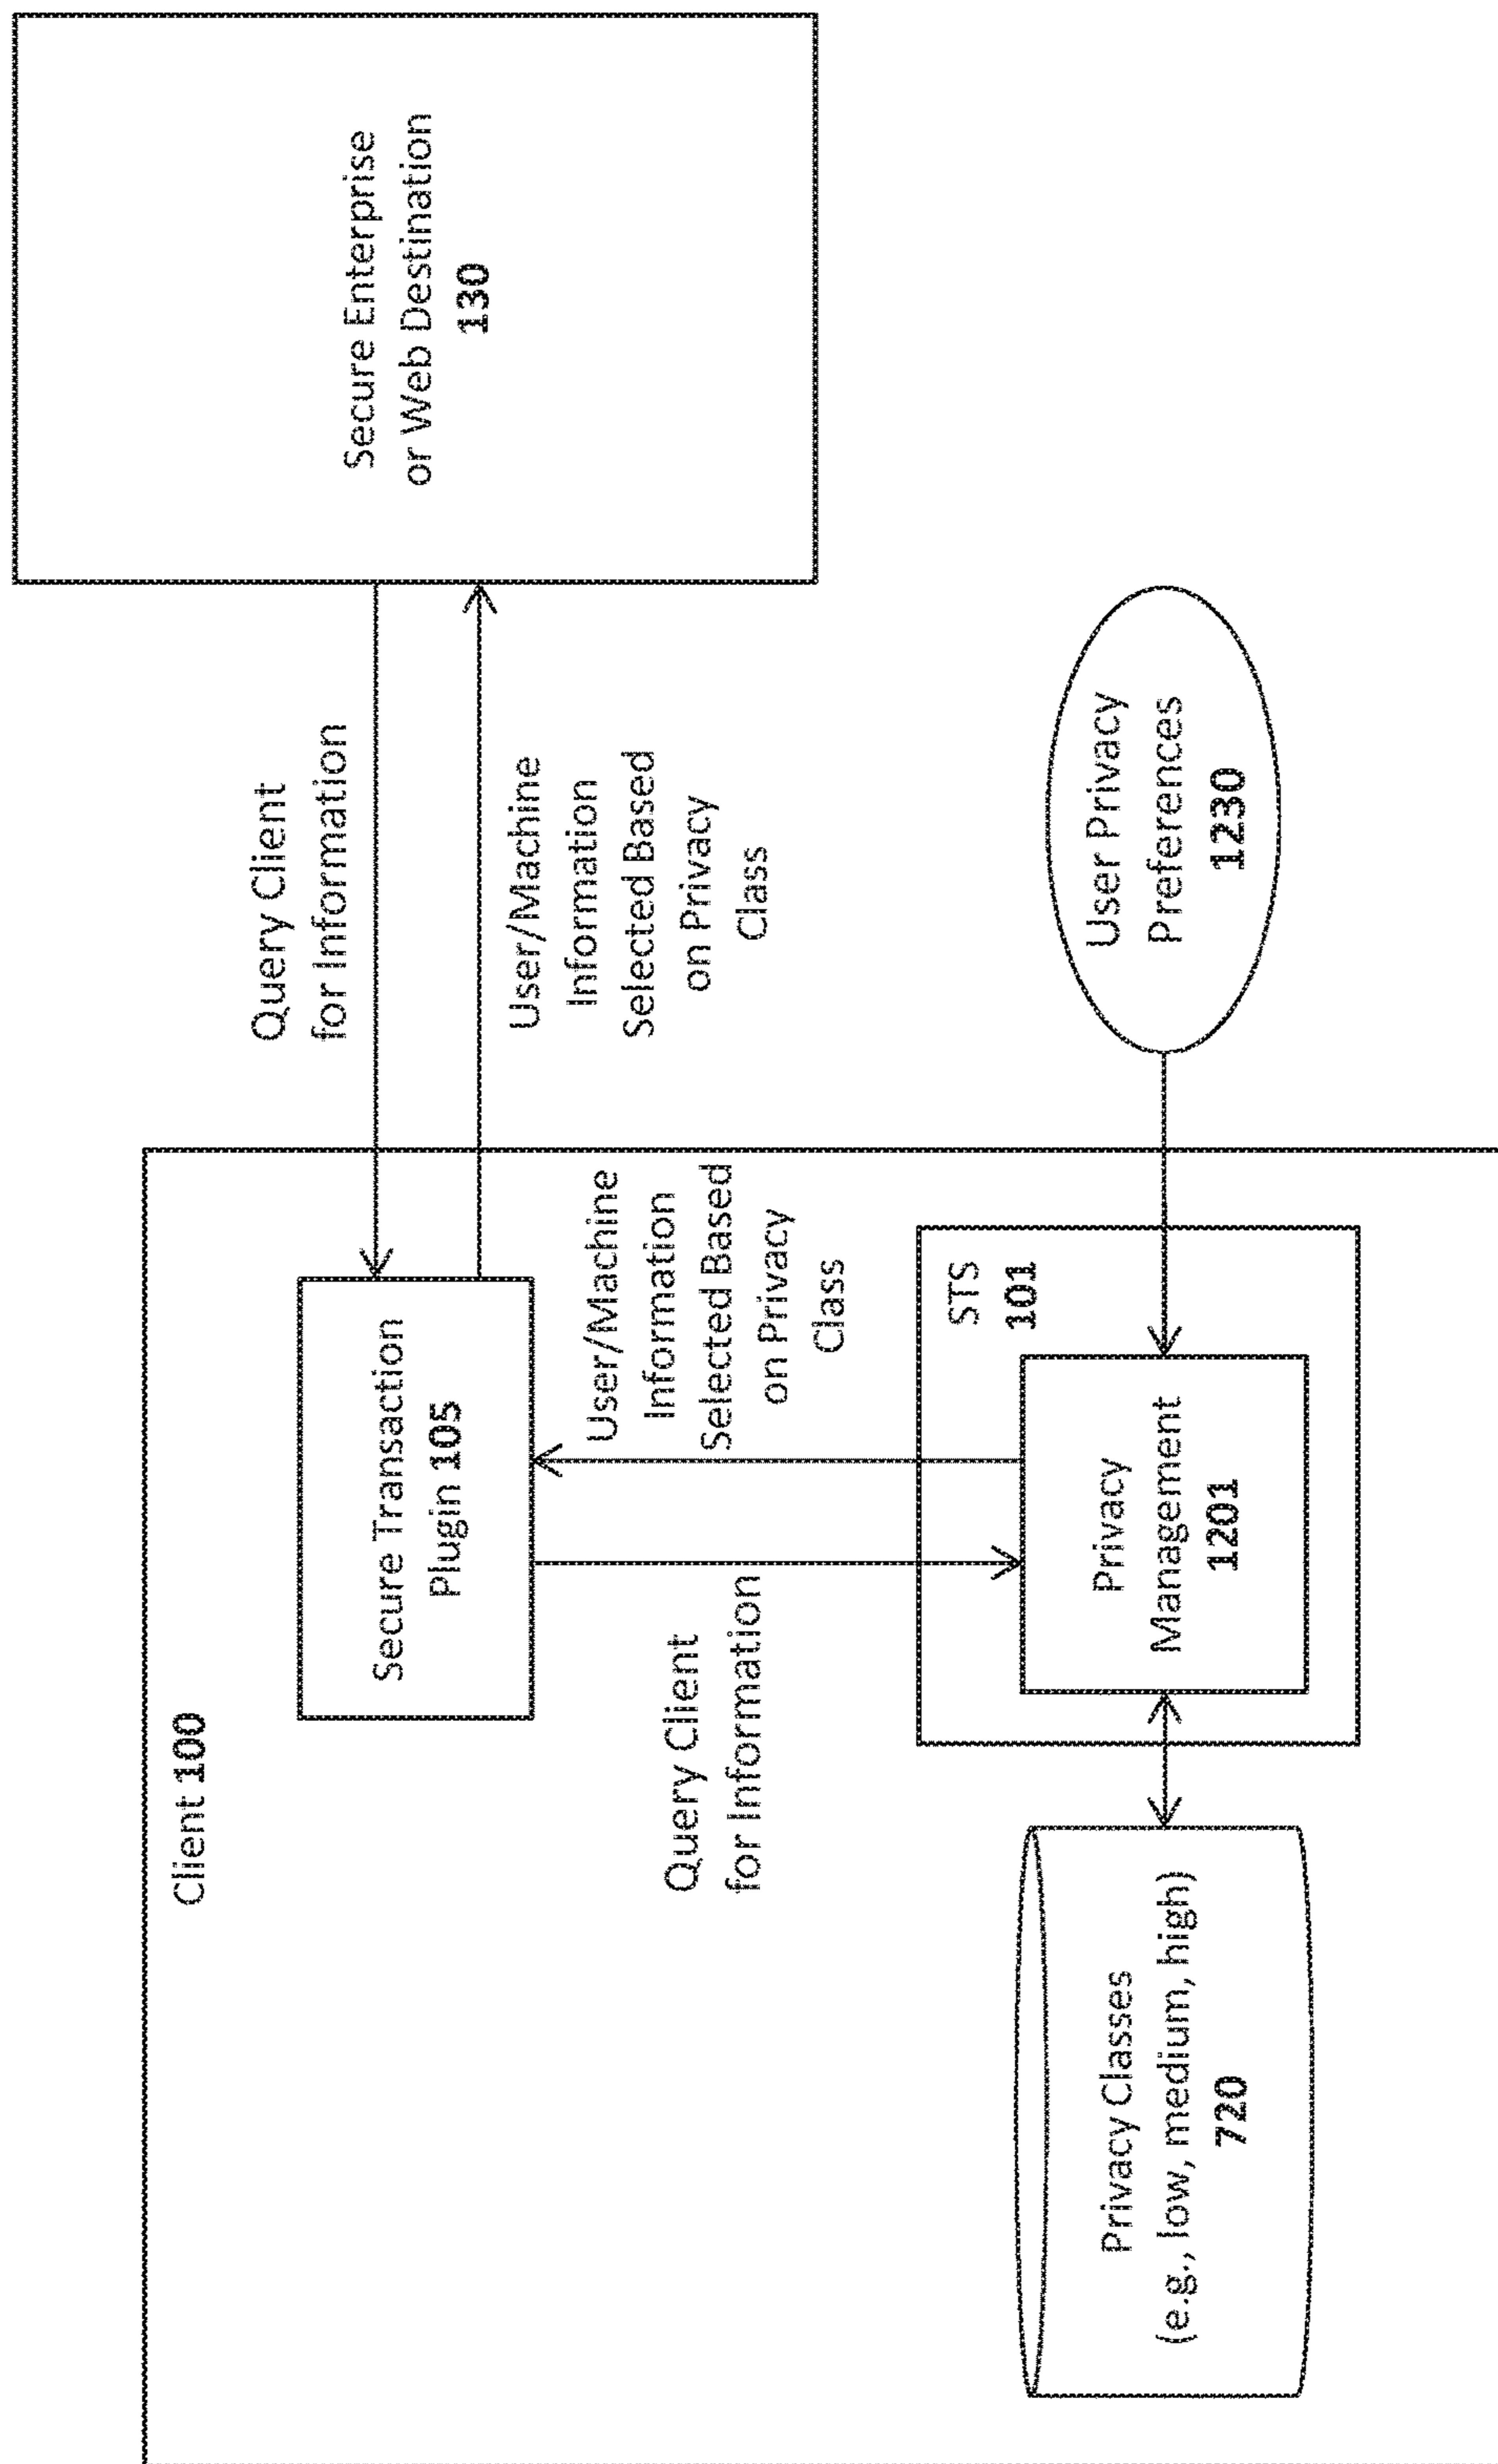 Client 100
Secure Transaction
Plugin 105
Query Client
for Information
User/Machine
Information
Selected Based
on Privacy
Class
Secure Enterprise
or Web Destination
130
Query Client
for Information
User/Machine
Information
Selected Based
on Privacy
Class
STS
101
Privacy
Management
1201
Privacy Classes
(e.g., low, medium, high)
720
User Privacy
Preferences
1230